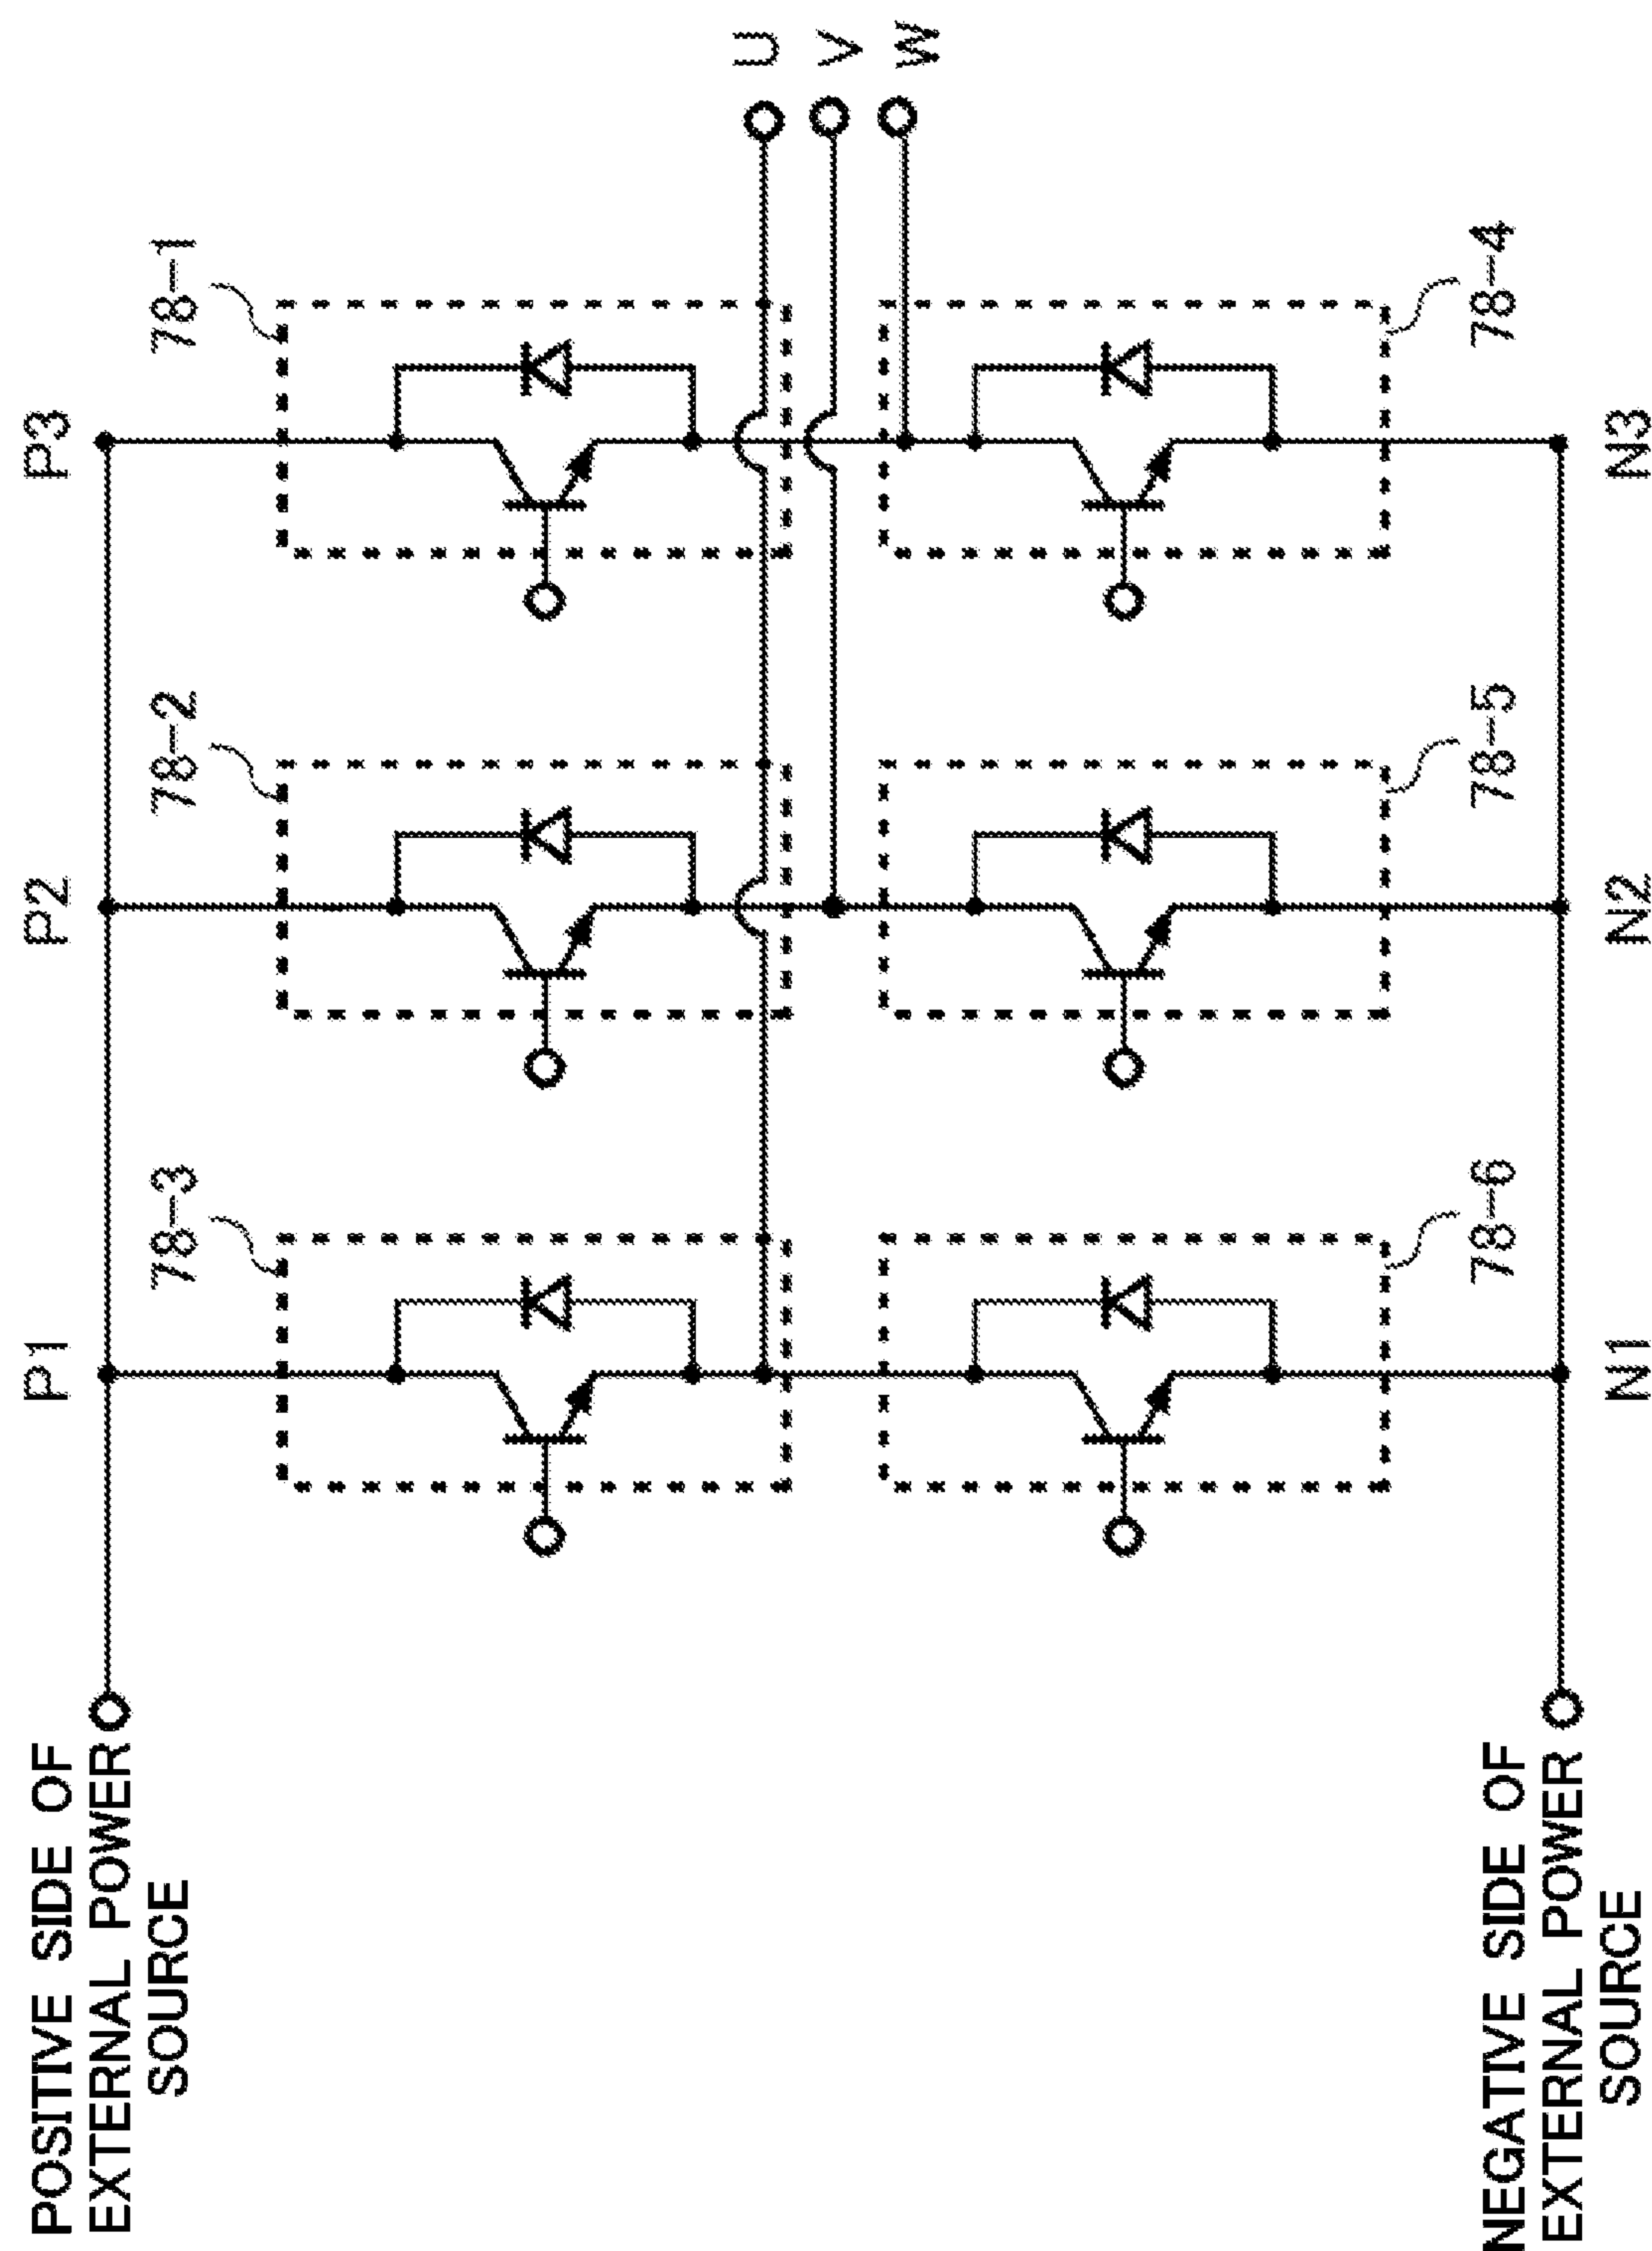 P1
P2
P3
78-3
78-2
78-1
U
V
W
78-6
78-5
78-4
N1
N2
N3
POSITIVE SIDE OF
EXTERNAL POWER
SOURCE
NEGATIVE SIDE OF
EXTERNAL POWER
SOURCE